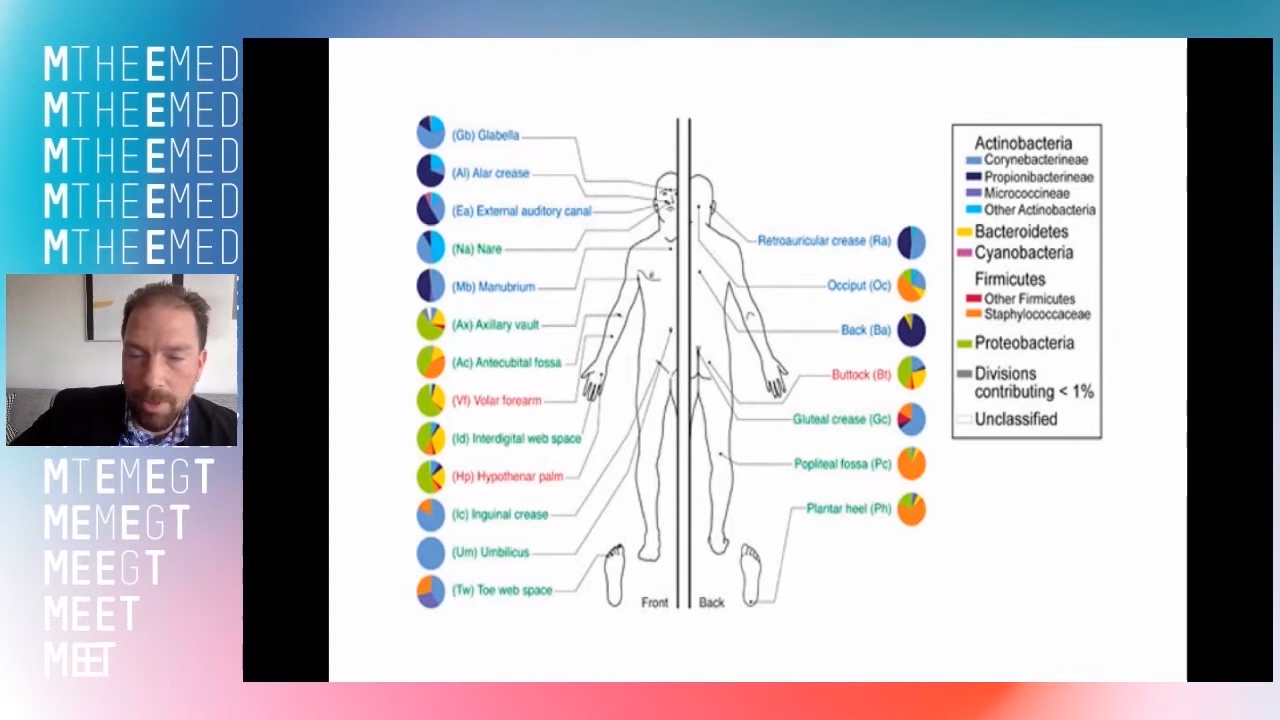 MTHEEMED
MTHEEMED
MTHEEMED
MTHEEMED
MTHEEMED
MTEMEGT
MEMEGT
MEEGT
MEET
MEET
(Gb) Glabella
(Al) Alar crease
(Ea) External auditory canal
(Na) Nare
(Mb) Manubrium
(Ax) Axillary vault
(Ac) Antecubital fossa
(Vf) Volar forearm
(Id) Interdigital web space
(Hp) Hypothenar palm
(Ic) Inguinal crease
(Um) Umbilicus
(Tw) Toe web space
Front
Back
Retroauricular crease (Ra)
Occiput (Oc)
Back (Ba)
Buttock (Bt)
Gluteal crease (Gc)
Popliteal fossa (Pc)
Plantar heel (Ph)
Actinobacteria
Corynebacterineae
Propionibacterineae
Micrococcineae
Other Actinobacteria
Bacteroidetes
Cyanobacteria
Firmicutes
Other Firmicutes
Staphylococcaceae
Proteobacteria
Divisions
contributing < 1%
Unclassified